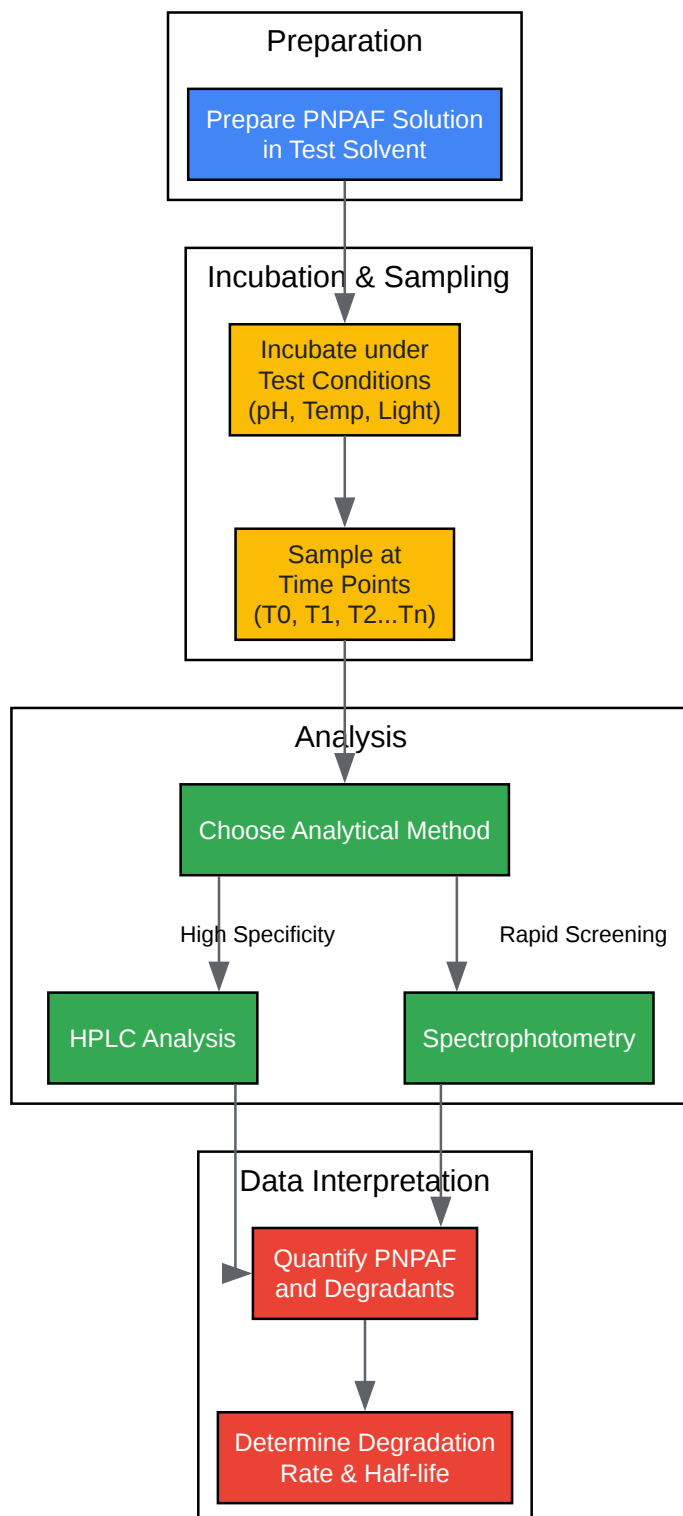 Preparation
Prepare PNPAF Solution
in Test Solvent
Incubation & Sampling
Incubate under
Test Conditions
(pH, Temp, Light)
Sample at
Time Points
(T0, T1, T2...Tn)
Analysis
Choose Analytical Method
High Specificity
Rapid Screening
HPLC Analysis
Spectrophotometry
Data Interpretation
Quantify PNPAF
and Degradants
Determine Degradation
Rate & Half-life